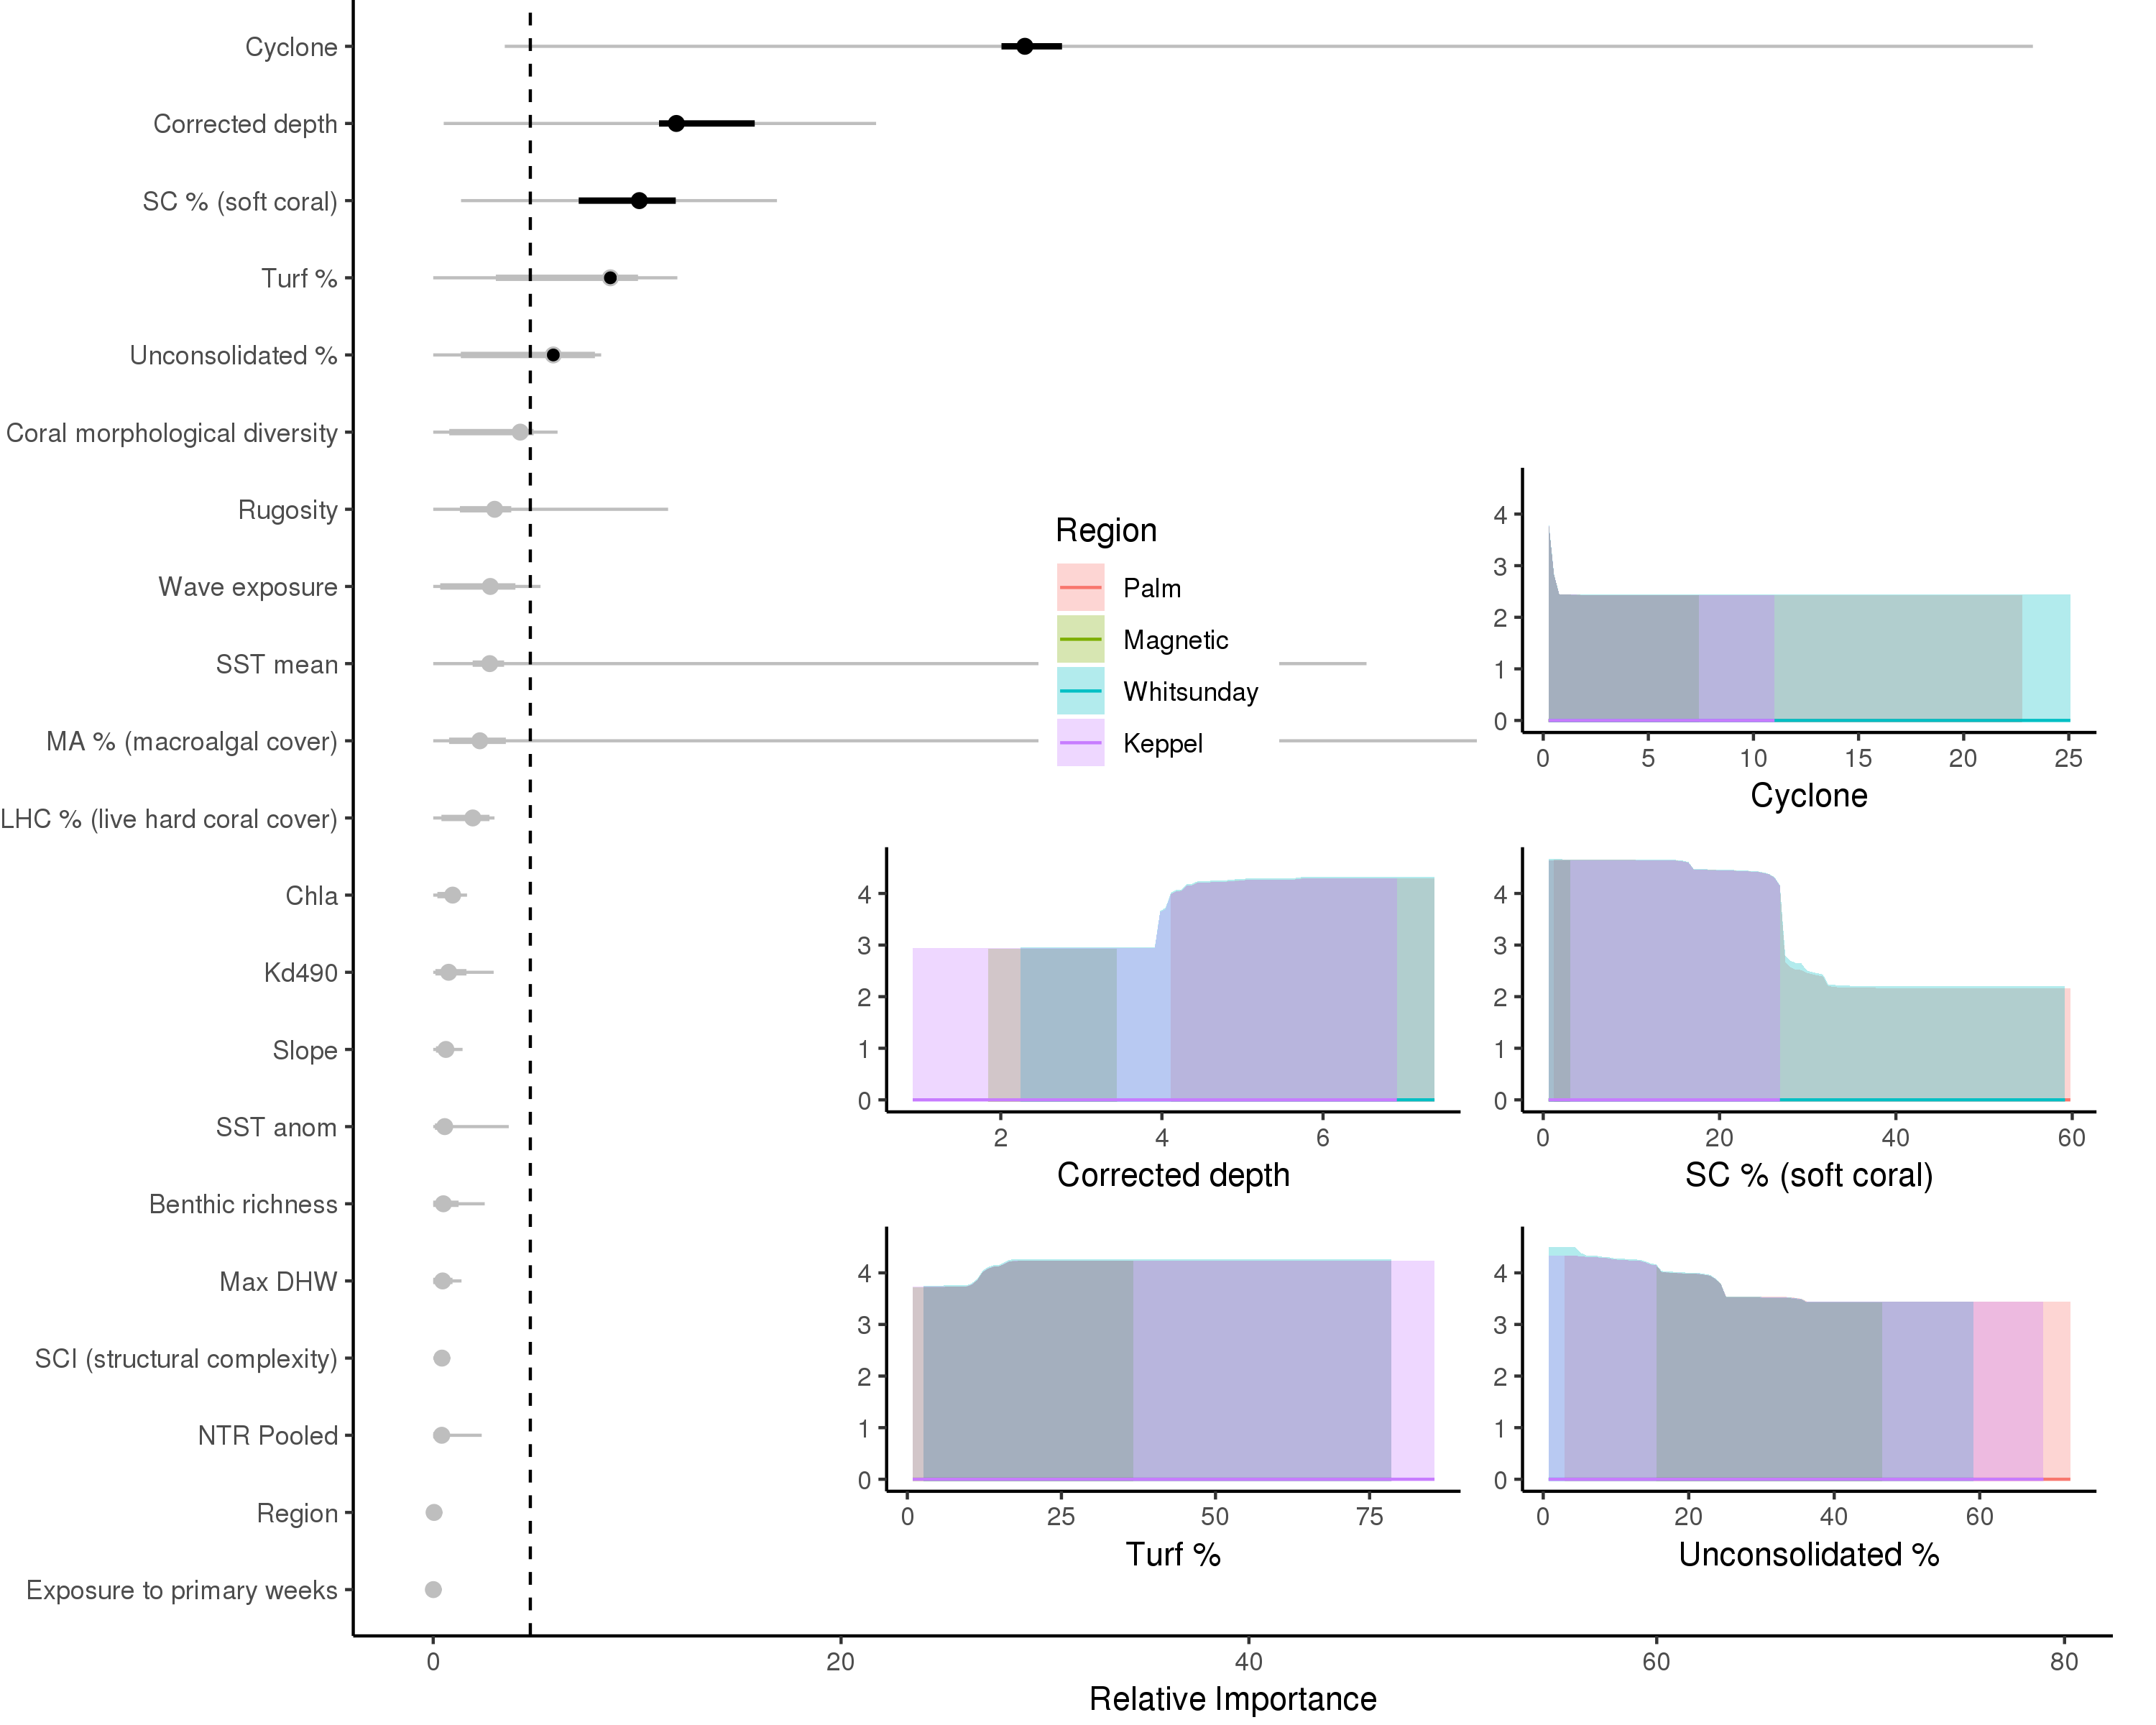 Cyclone
Corrected depth
SC % (soft coral)
Turf %
Unconsolidated %
Coral morphological diversity
Rugosity
Wave exposure
SST mean
MA % (macroalgal cover)
LHC % (live hard coral cover)
Chla
Kd490
Slope
SST anom
Benthic richness
Max DHW
SCI (structural complexity)
NTR Pooled
Region
Exposure to primary weeks
0 20 40 60 80
Relative Importance
Region
Palm
Magnetic
Whitsunday
Keppel
4
3
2
1
0
0 5 10 15 20 25
Cyclone
4
3
2
1
0
2 4 6
Corrected depth
4
3
2
1
0
0 20 40 60
SC % (soft coral)
4
3
2
1
0
0 25 50 75
Turf %
4
3
2
1
0
0 20 40 60
Unconsolidated %